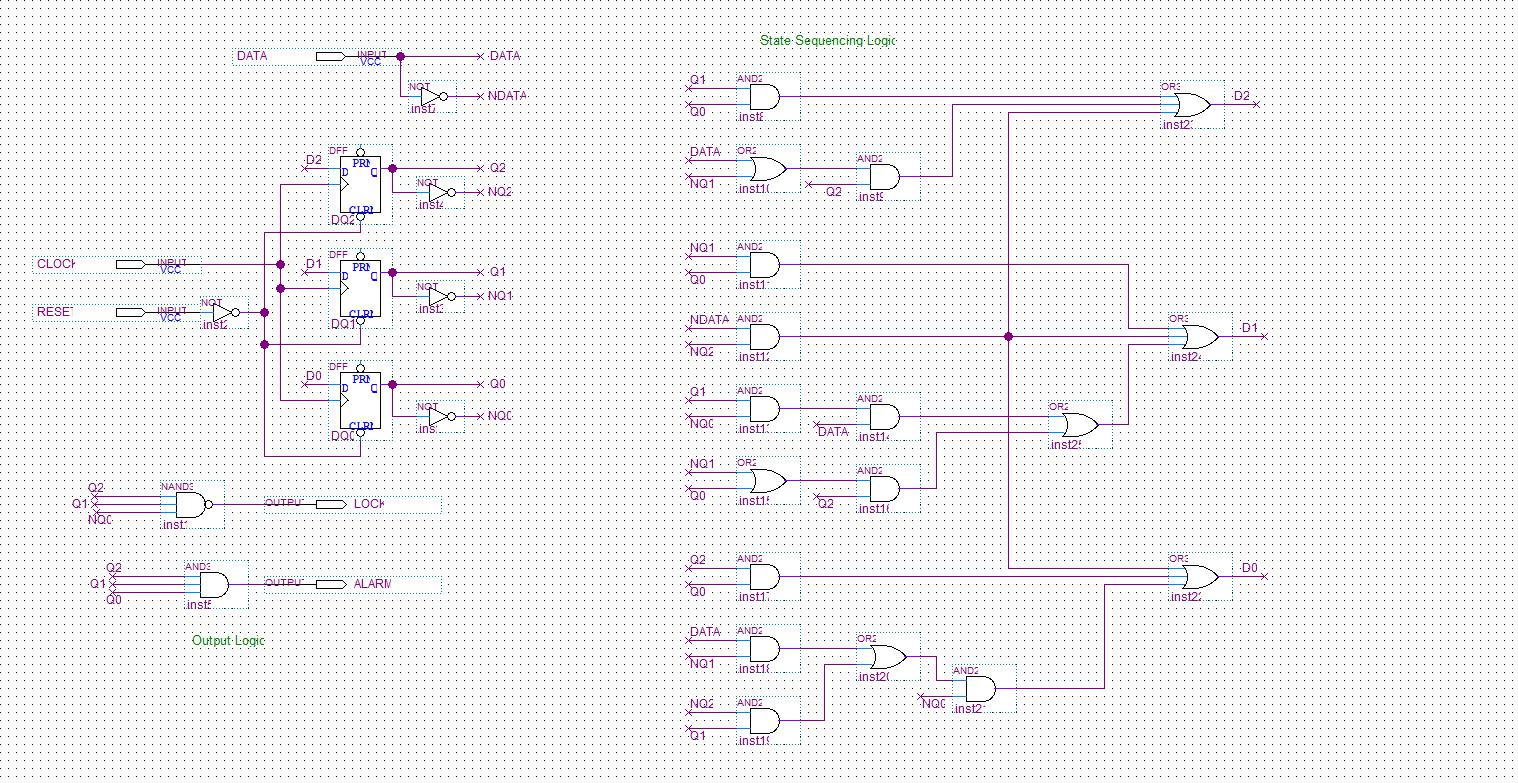 State Sequencing Logic
DATA INPUT VCC DATA
NOT NDATA
D2 DFF PRN D Q Q2
NOT NQ2
DQ2
CLOCK INPUT VCC
D1 DFF PRN D Q Q1
NOT NQ1
DQ1
RESET INPUT VCC NOT
D0 DFF PRN D Q Q0
NOT NQ0
DQ0
Q2 NAND3
Q1 OUTPUT LOCK
NQ0
Q2 AND3
Q1 OUTPUT ALARM
Q0
Output Logic
Q1 AND2
Q0
OR3 D2
DATA OR2
NQ1
AND2
Q2
NQ1 AND2
Q0
NDATA AND2
NQ2
OR3 D1
Q1 AND2
NQ0
AND2
DATA
OR2
NQ1 OR2
Q0
AND2
Q2
Q2 AND2
Q0
OR3 D0
DATA AND2
NQ1
OR2
NQ2 AND2
Q1
AND2
NQ0